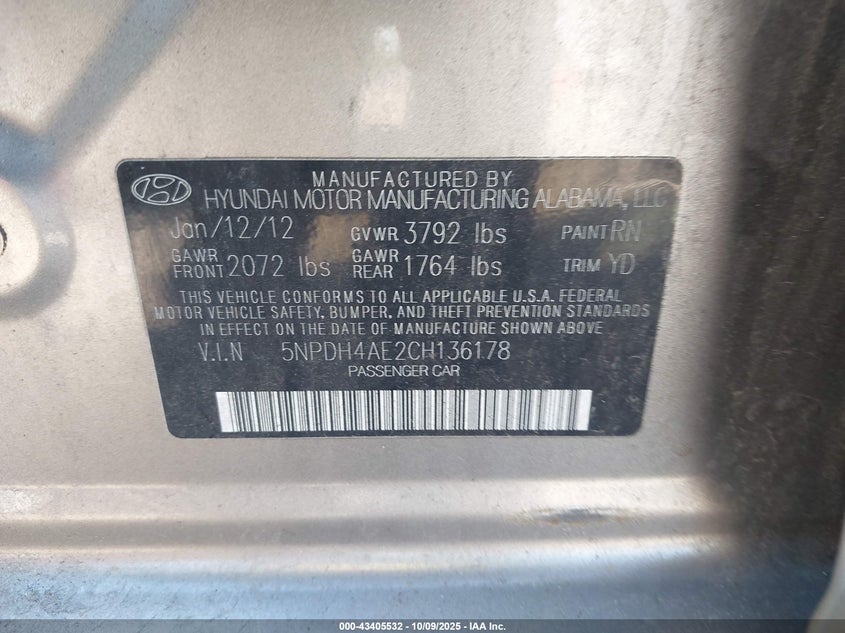 MANUFACTURED BY
HYUNDAI MOTOR MANUFACTURING ALABAMA, LLC
Jan/12/12 GVWR 3792 lbs PAINT RN
GAWR FRONT 2072 lbs GAWR REAR 1764 lbs TRIM YD
THIS VEHICLE CONFORMS TO ALL APPLICABLE U.S.A. FEDERAL
MOTOR VEHICLE SAFETY, BUMPER, AND THEFT PREVENTION STANDARDS
IN EFFECT ON THE DATE OF MANUFACTURE SHOWN ABOVE
V.I.N 5NPDH4AE2CH136178
PASSENGER CAR
000-43405532 - 10/09/2025 - IAA Inc.